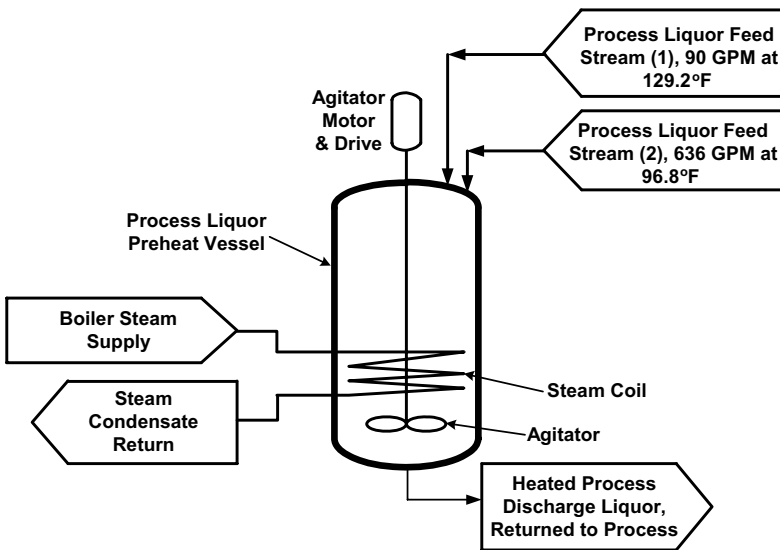 Process Liquor Feed
Stream (1), 90 GPM at
129.2°F
Agitator
Motor
& Drive
Process Liquor Feed
Stream (2), 636 GPM at
96.8°F
Process Liquor
Preheat Vessel
Boiler Steam
Supply
Steam Coil
Steam
Condensate
Return
Agitator
Heated Process
Discharge Liquor,
Returned to Process